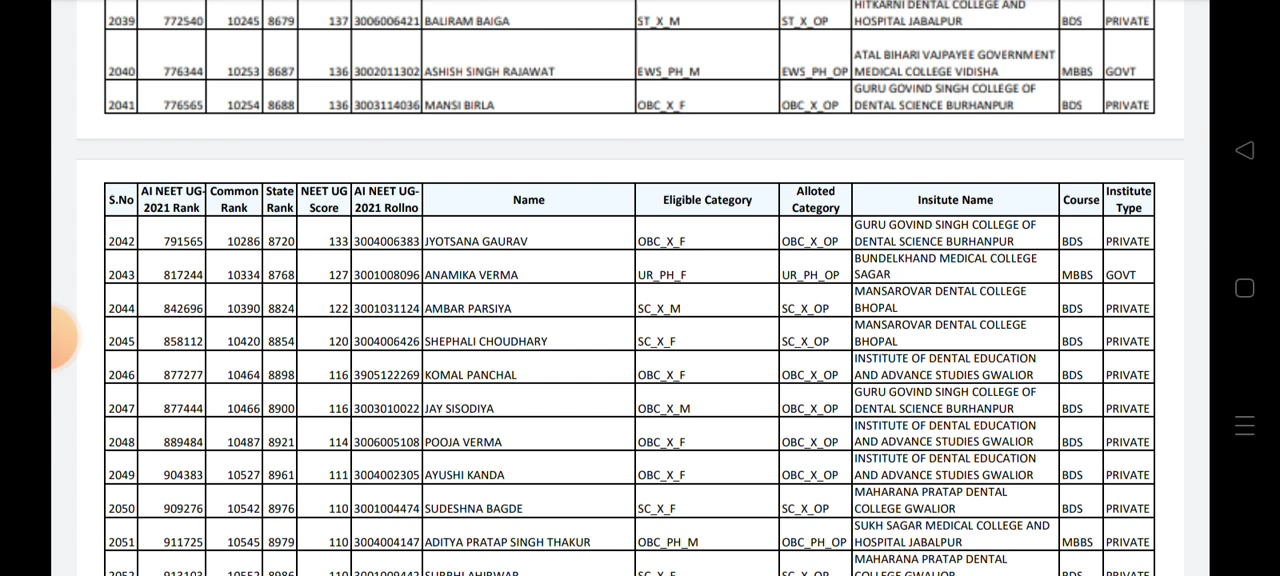 HITKARNI DENTAL COLLEGE AND
2039 772540 10245 8679 137 3006006421 BALIRAM BAIGA ST_X_M ST_X_OP HOSPITAL JABALPUR BDS PRIVATE
ATAL BIHARI VAJPAYEE GOVERNMENT
2040 776344 10253 8687 136 3002011302 ASHISH SINGH RAJAWAT EWS_PH_M EWS_PH_OP MEDICAL COLLEGE VIDISHA MBBS GOVT
GURU GOVIND SINGH COLLEGE OF
2041 776565 10254 8688 136 3003114036 MANSI BIRLA OBC_X_F OBC_X_OP DENTAL SCIENCE BURHANPUR BDS PRIVATE
AI NEET UG- Common State NEET UG AI NEET UG- Alloted Institute
S.No 2021 Rank Rank Rank Score 2021 Rollno Name Eligible Category Category Insitute Name Course Type
GURU GOVIND SINGH COLLEGE OF
2042 791565 10286 8720 133 3004006383 JYOTSANA GAURAV OBC_X_F OBC_X_OP DENTAL SCIENCE BURHANPUR BDS PRIVATE
BUNDELKHAND MEDICAL COLLEGE
2043 817244 10334 8768 127 3001008096 ANAMIKA VERMA UR_PH_F UR_PH_OP SAGAR MBBS GOVT
MANSAROVAR DENTAL COLLEGE
2044 842696 10390 8824 122 3001031124 AMBAR PARSIYA SC_X_M SC_X_OP BHOPAL BDS PRIVATE
MANSAROVAR DENTAL COLLEGE
2045 858112 10420 8854 120 3004006426 SHEPHALI CHOUDHARY SC_X_F SC_X_OP BHOPAL BDS PRIVATE
INSTITUTE OF DENTAL EDUCATION
2046 877277 10464 8898 116 3905122269 KOMAL PANCHAL OBC_X_F OBC_X_OP AND ADVANCE STUDIES GWALIOR BDS PRIVATE
GURU GOVIND SINGH COLLEGE OF
2047 877444 10466 8900 116 3003010022 JAY SISODIYA OBC_X_M OBC_X_OP DENTAL SCIENCE BURHANPUR BDS PRIVATE
INSTITUTE OF DENTAL EDUCATION
2048 889484 10487 8921 114 3006005108 POOJA VERMA OBC_X_F OBC_X_OP AND ADVANCE STUDIES GWALIOR BDS PRIVATE
INSTITUTE OF DENTAL EDUCATION
2049 904383 10527 8961 111 3004002305 AYUSHI KANDA OBC_X_F OBC_X_OP AND ADVANCE STUDIES GWALIOR BDS PRIVATE
MAHARANA PRATAP DENTAL
2050 909276 10542 8976 110 3001004474 SUDESHNA BAGDE SC_X_F SC_X_OP COLLEGE GWALIOR BDS PRIVATE
SUKH SAGAR MEDICAL COLLEGE AND
2051 911725 10545 8979 110 3004004147 ADITYA PRATAP SINGH THAKUR OBC_PH_M OBC_PH_OP HOSPITAL JABALPUR MBBS PRIVATE
MAHARANA PRATAP DENTAL